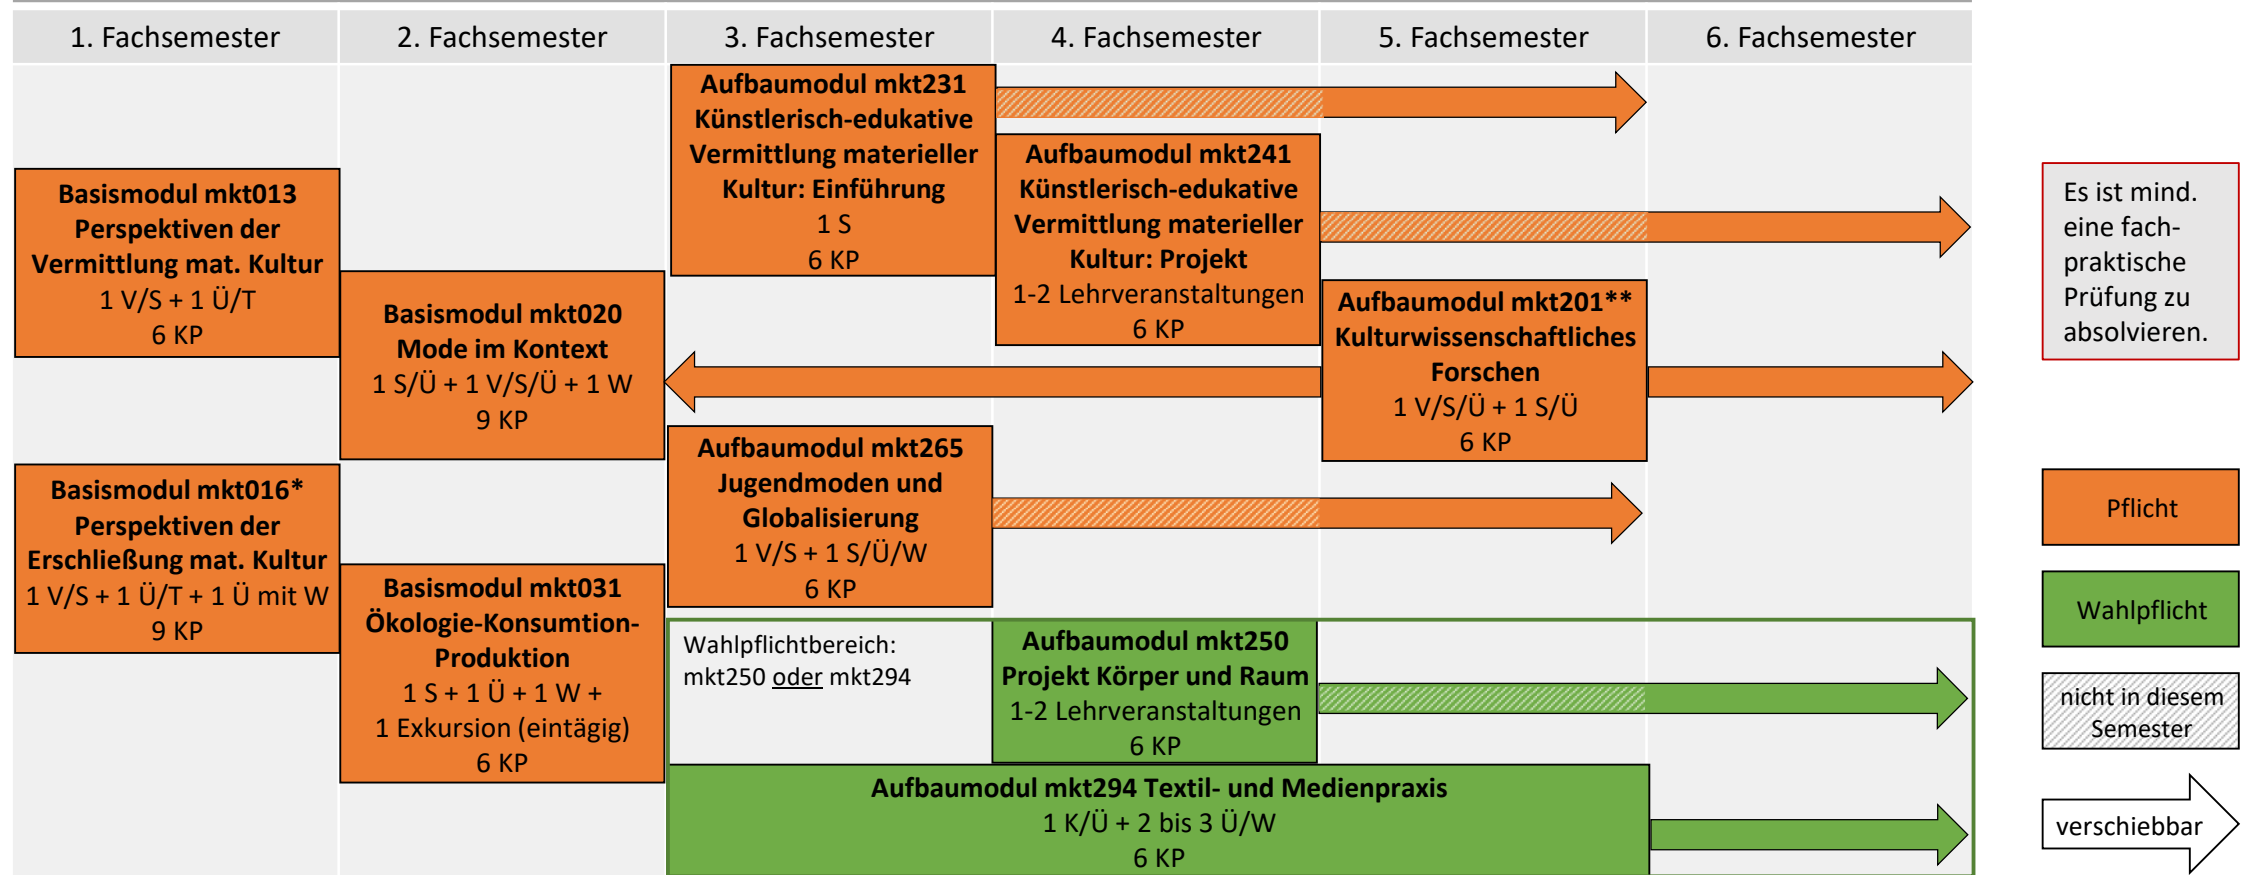 1. Fachsemester
2. Fachsemester
3. Fachsemester
4. Fachsemester
5. Fachsemester
6. Fachsemester
Basismodul mkt013
Perspektiven der
Vermittlung mat. Kultur
1 V/S + 1 Ü/T
6 KP
Basismodul mkt016*
Perspektiven der
Erschließung mat. Kultur
1 V/S + 1 Ü/T + 1 Ü mit W
9 KP
Basismodul mkt020
Mode im Kontext
1 S/Ü + 1 V/S/Ü + 1 W
9 KP
Basismodul mkt031
Ökologie-Konsumtion-
Produktion
1 S + 1 Ü + 1 W +
1 Exkursion (eintägig)
6 KP
Aufbaumodul mkt231
Künstlerisch-edukative
Vermittlung materieller
Kultur: Einführung
1 S
6 KP
Aufbaumodul mkt265
Jugendmoden und
Globalisierung
1 V/S + 1 S/Ü/W
6 KP
Aufbaumodul mkt241
Künstlerisch-edukative
Vermittlung materieller
Kultur: Projekt
1-2 Lehrveranstaltungen
6 KP
Aufbaumodul mkt201**
Kulturwissenschaftliches
Forschen
1 V/S/Ü + 1 S/Ü
6 KP
Wahlpflichtbereich:
mkt250 oder mkt294
Aufbaumodul mkt250
Projekt Körper und Raum
1-2 Lehrveranstaltungen
6 KP
Aufbaumodul mkt294 Textil- und Medienpraxis
1 K/Ü + 2 bis 3 Ü/W
6 KP
Es ist mind.
eine fach-
praktische
Prüfung zu
absolvieren.
Pflicht
Wahlpflicht
nicht in diesem
Semester
verschiebbar